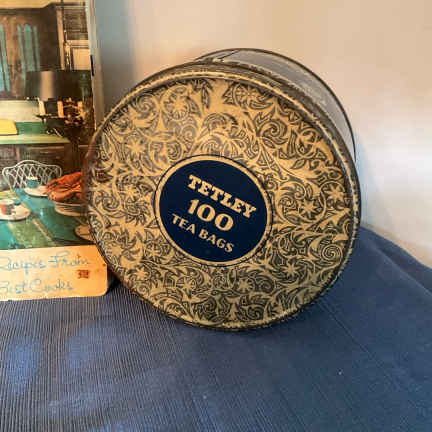 TETLEY
100
TEA BAGS
Recipes From
Best Cooks